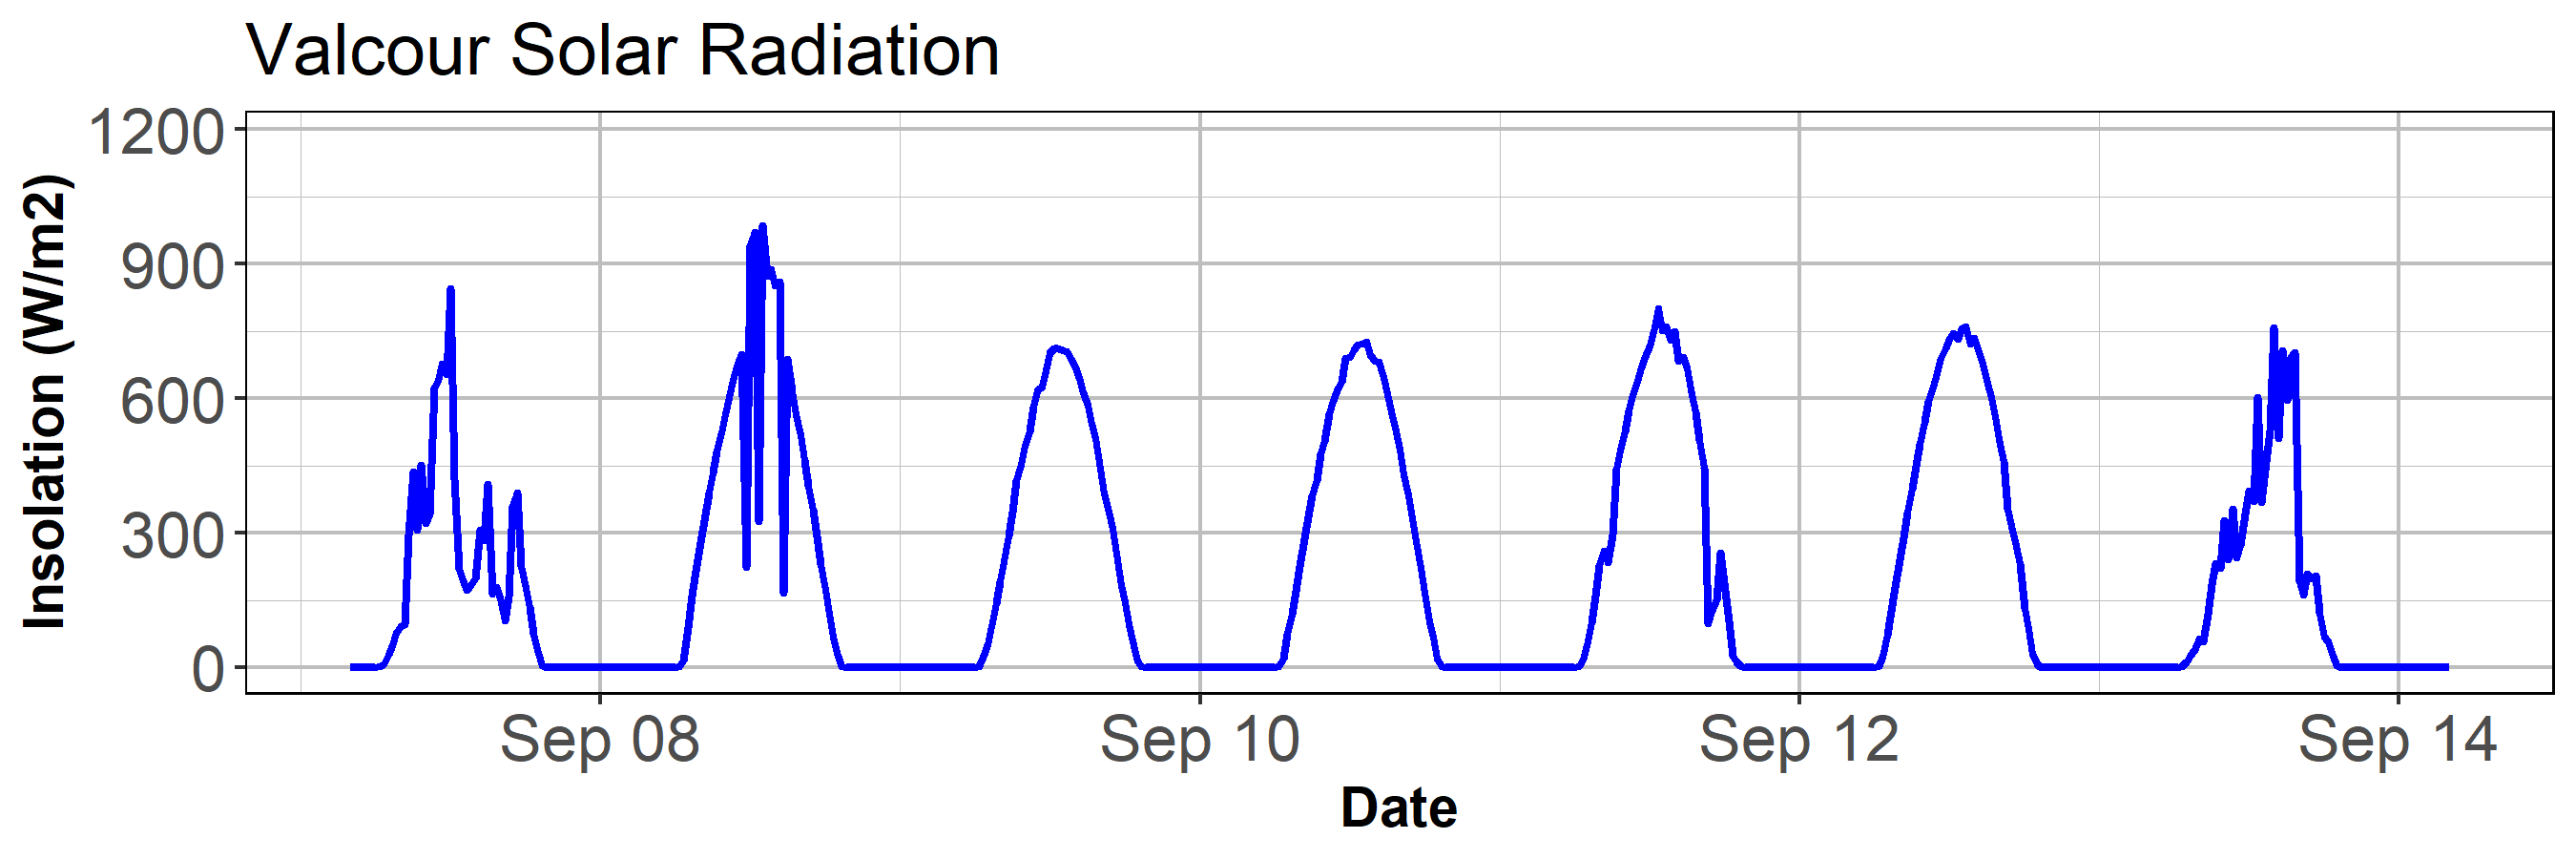 Valcour Solar Radiation
1200
900
600
300
0
Insolation (W/m2)
Sep 08
Sep 10
Sep 12
Sep 14
Date